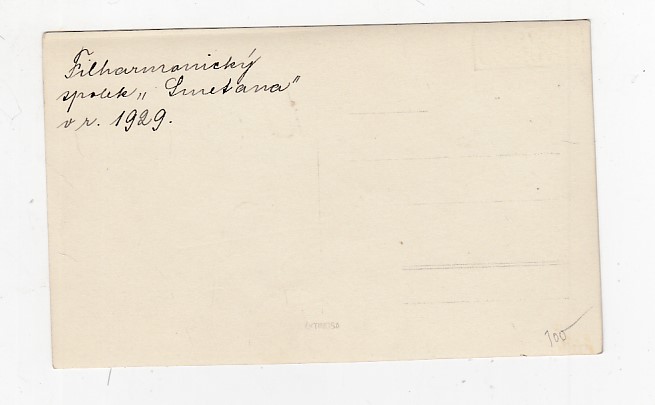 Filharmonický
spolek „Smetana"
v r. 1929.
100